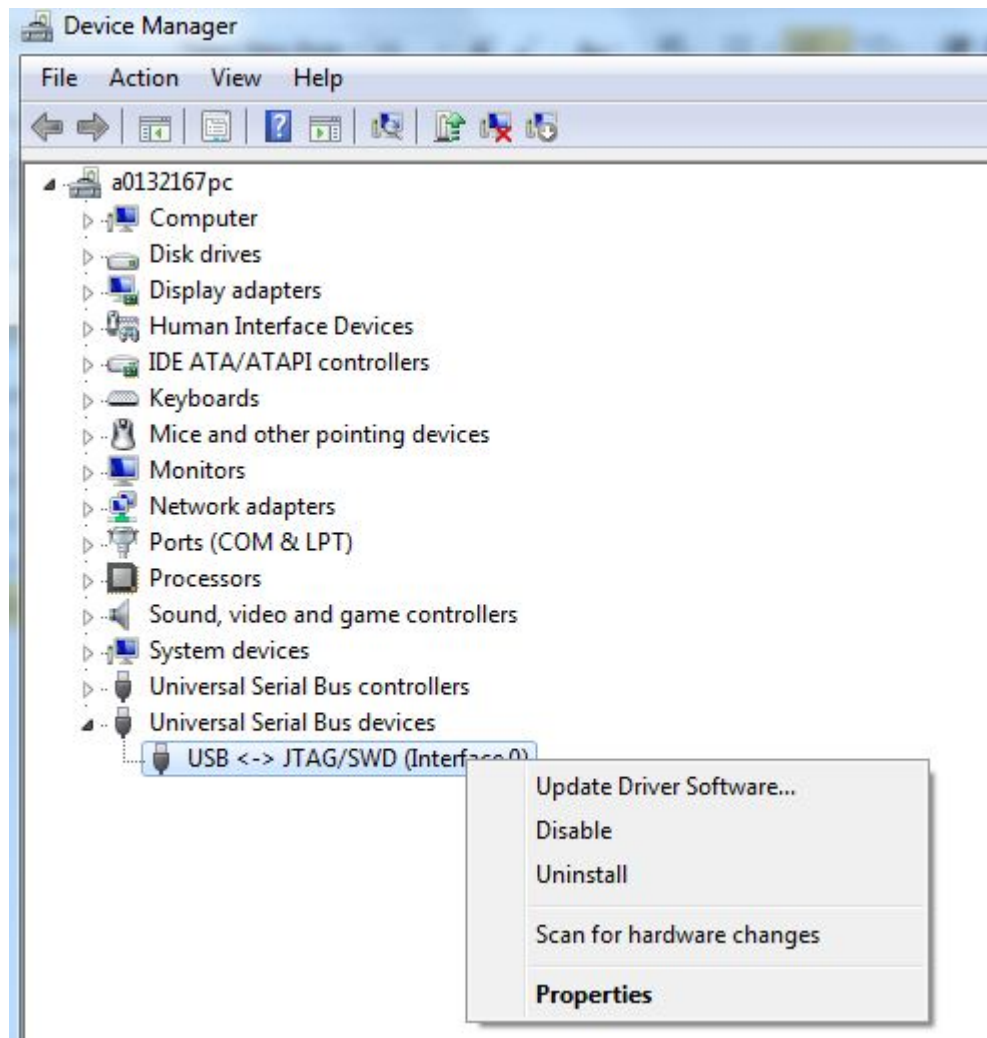 Device Manager
File Action View Help
?
a0132167pc
Computer
Disk drives
Display adapters
Human Interface Devices
IDE ATA/ATAPI controllers
Keyboards
Mice and other pointing devices
Monitors
Network adapters
Ports (COM & LPT)
Processors
Sound, video and game controllers
System devices
Universal Serial Bus controllers
Universal Serial Bus devices
USB <-> JTAG/SWD (Interface 0)
Update Driver Software...
Disable
Uninstall
Scan for hardware changes
Properties